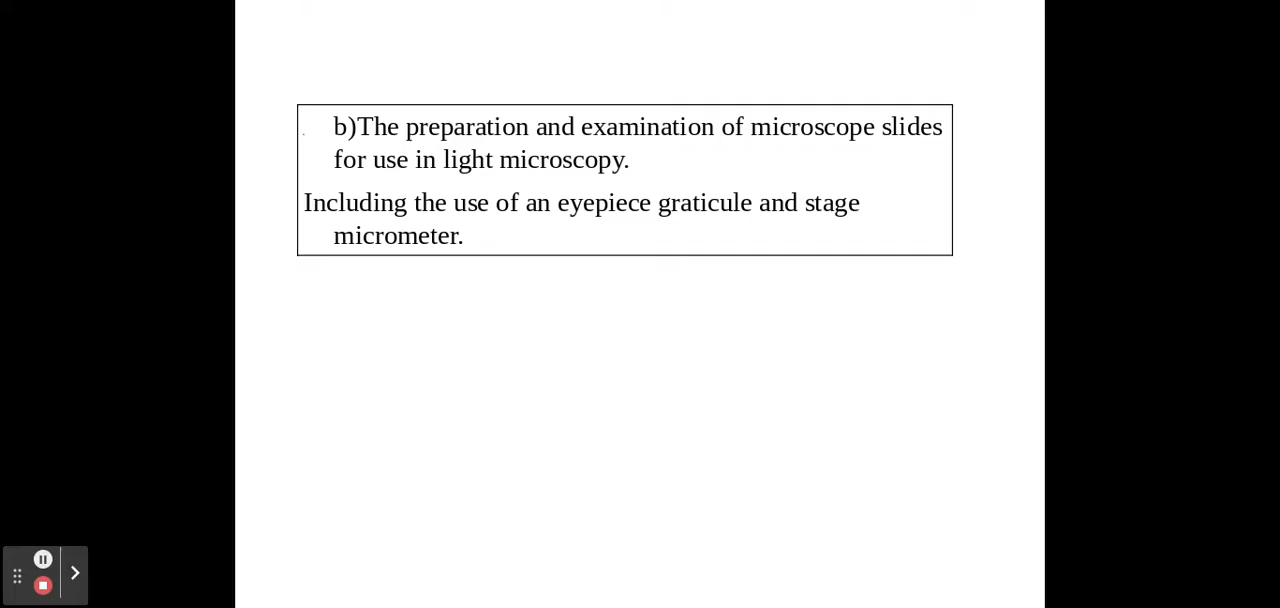 b)The preparation and examination of microscope slides
for use in light microscopy.
Including the use of an eyepiece graticule and stage
micrometer.